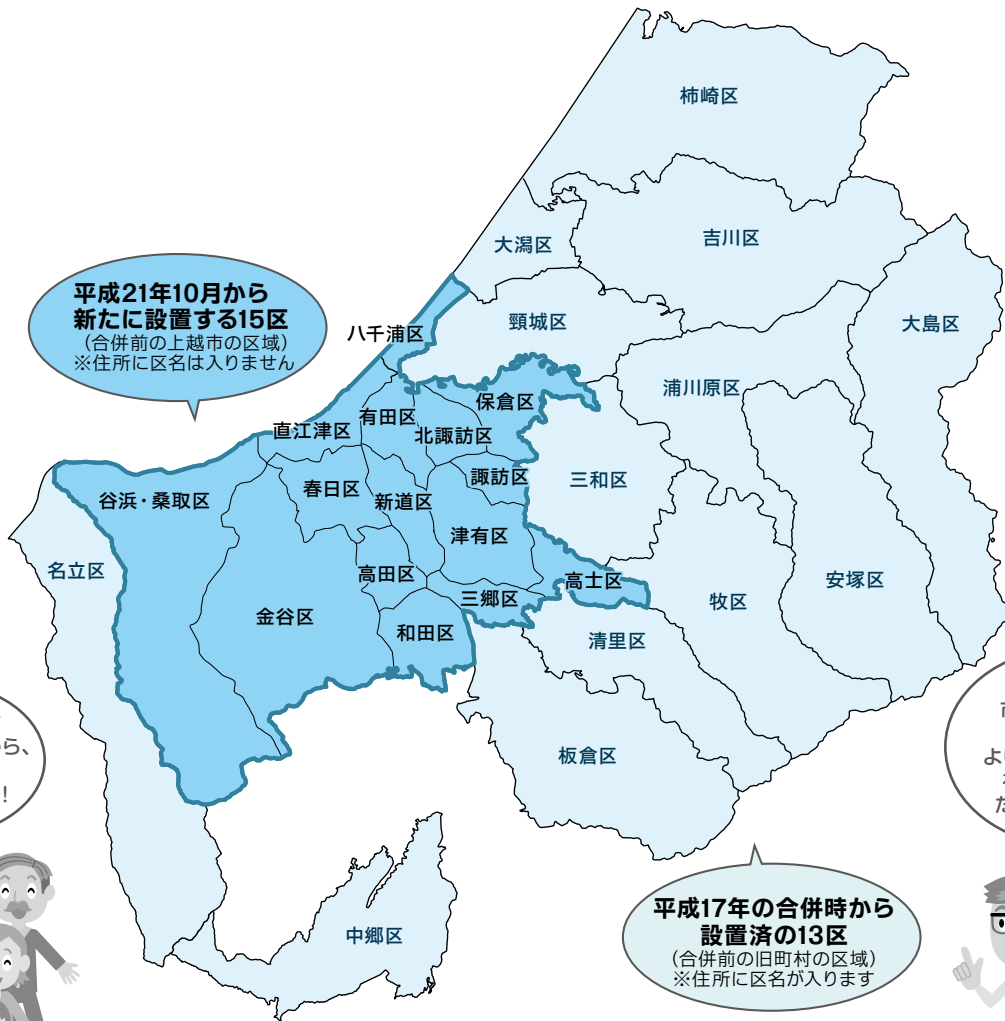 柿崎区
大潟区
吉川区
平成21年10月から
新たに設置する15区
(合併前の上越市の区域)
※住所に区名は入りません
八千浦区
頸城区
大島区
浦川原区
保倉区
有田区
直江津区
北諏訪区
諏訪区
三和区
春日区
谷浜・桑取区
新道区
津有区
名立区
高田区
高士区
安塚区
三郷区
牧区
金谷区
和田区
清里区
板倉区
ら、
!
よ
た
平成17年の合併時から
設置済の13区
(合併前の旧町村の区域)
※住所に区名が入ります
中郷区